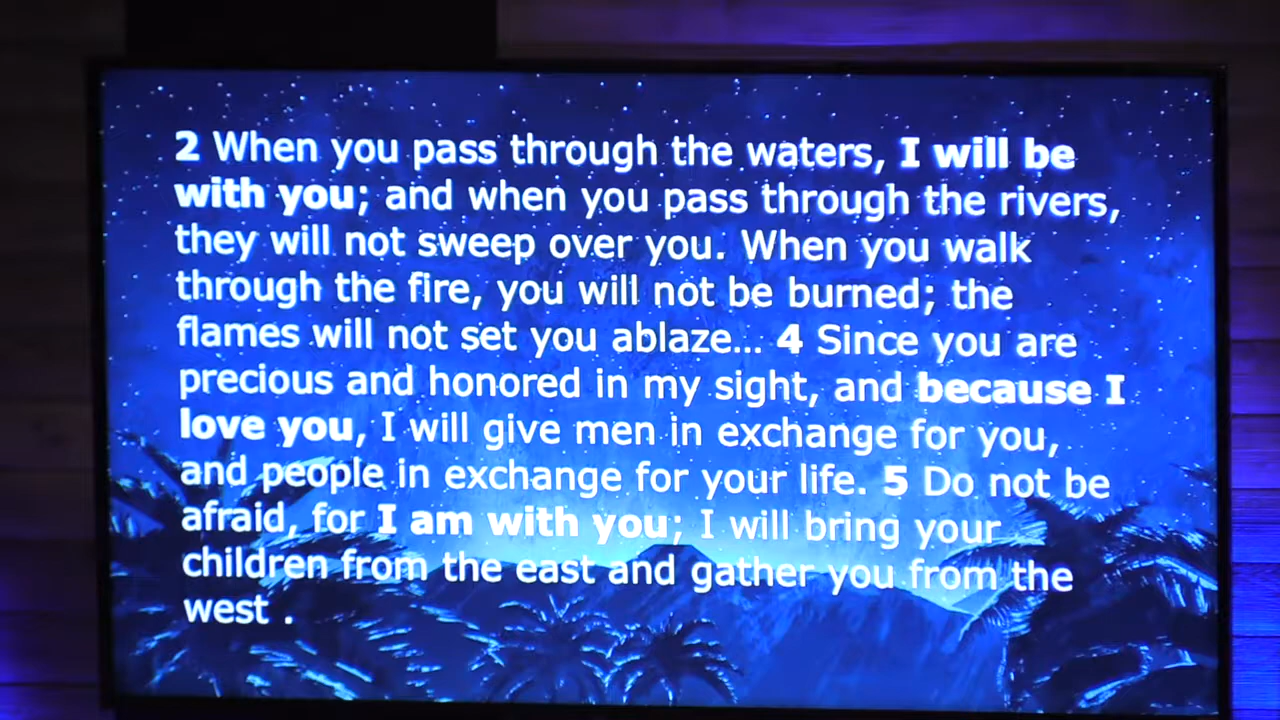 2 When you pass through the waters, I will be
with you; and when you pass through the rivers,
they will not sweep over you. When you walk
through the fire, you will not be burned; the
flames will not set you ablaze... 4 Since you are
precious and honored in my sight, and because I
love you, I will give men in exchange for you,
and people in exchange for your life. 5 Do not be
afraid, for I am with you; I will bring your
children from the east and gather you from the
west .